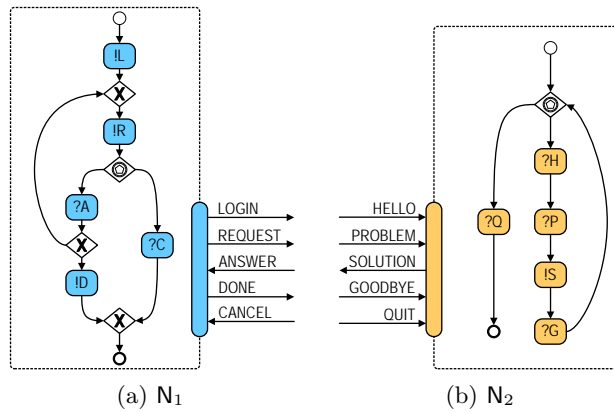 !L
X
!R
?A
?C
X
!D
X
LOGIN
REQUEST
ANSWER
DONE
CANCEL
HELLO
PROBLEM
SOLUTION
GOODBYE
QUIT
?H
?Q
?P
!S
?G
(a) N1
(b) N2